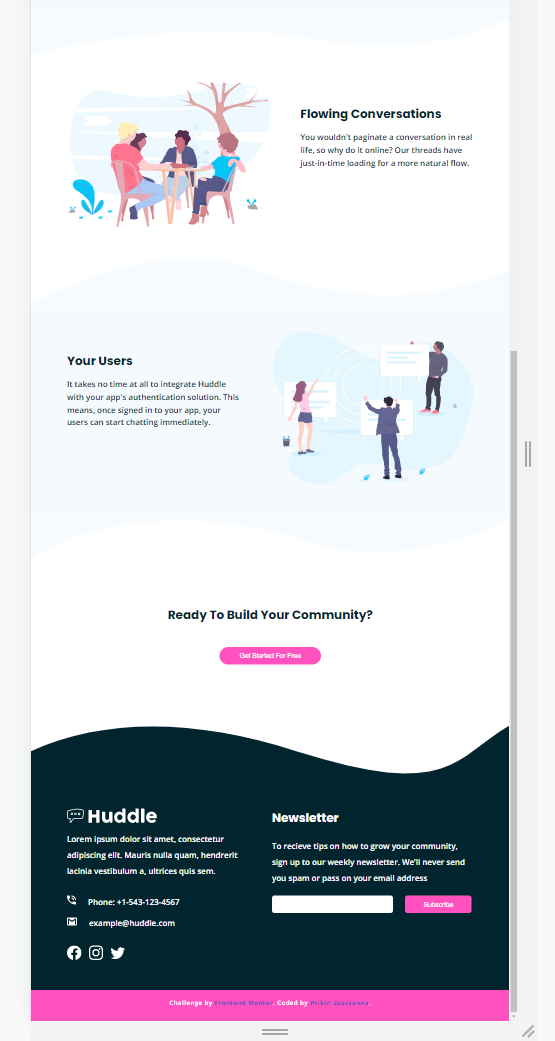 Flowing Conversations
You wouldn't paginate a conversation in real
life, so why do it online? Our threads have
just-in-time loading for a more natural flow.
Your Users
It takes no time at all to integrate Huddle
with your app's authentication solution. This
means, once signed in to your app, your
users can start chatting immediately.
Ready To Build Your Community?
Get Started For Free
Huddle
Lorem ipsum dolor sit amet, consectetur
adipiscing elit. Mauris nulla quam, hendrerit
lacinia vestibulum a, ultrices quis sem.
Phone: +1-543-123-4567
example@huddle.com
Newsletter
To recieve tips on how to grow your community,
sign up to our weekly newsletter. We'll never send
you spam or pass on your email address
Subscribe
Challenge by Frontend Mentor. Coded by Prikin Zsuzsanna.